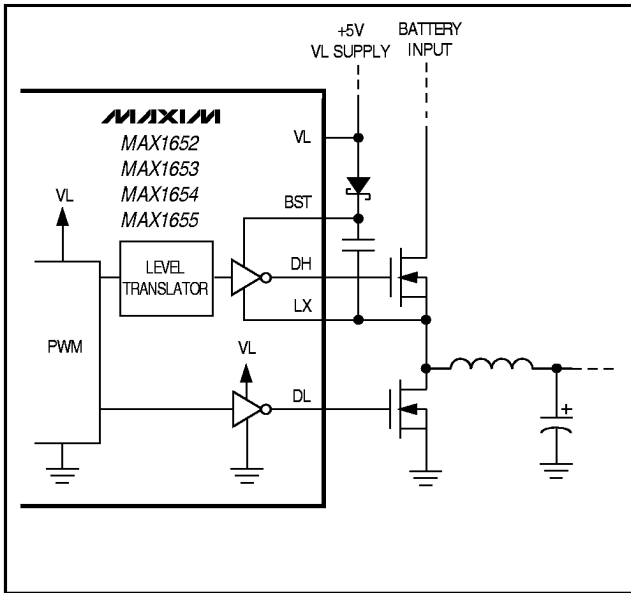 +5V
VL SUPPLY
BATTERY
INPUT
MAXIM
MAX1652
MAX1653
MAX1654
MAX1655
VL
BST
VL
LEVEL
TRANSLATOR
DH
LX
PWM
VL
DL
+